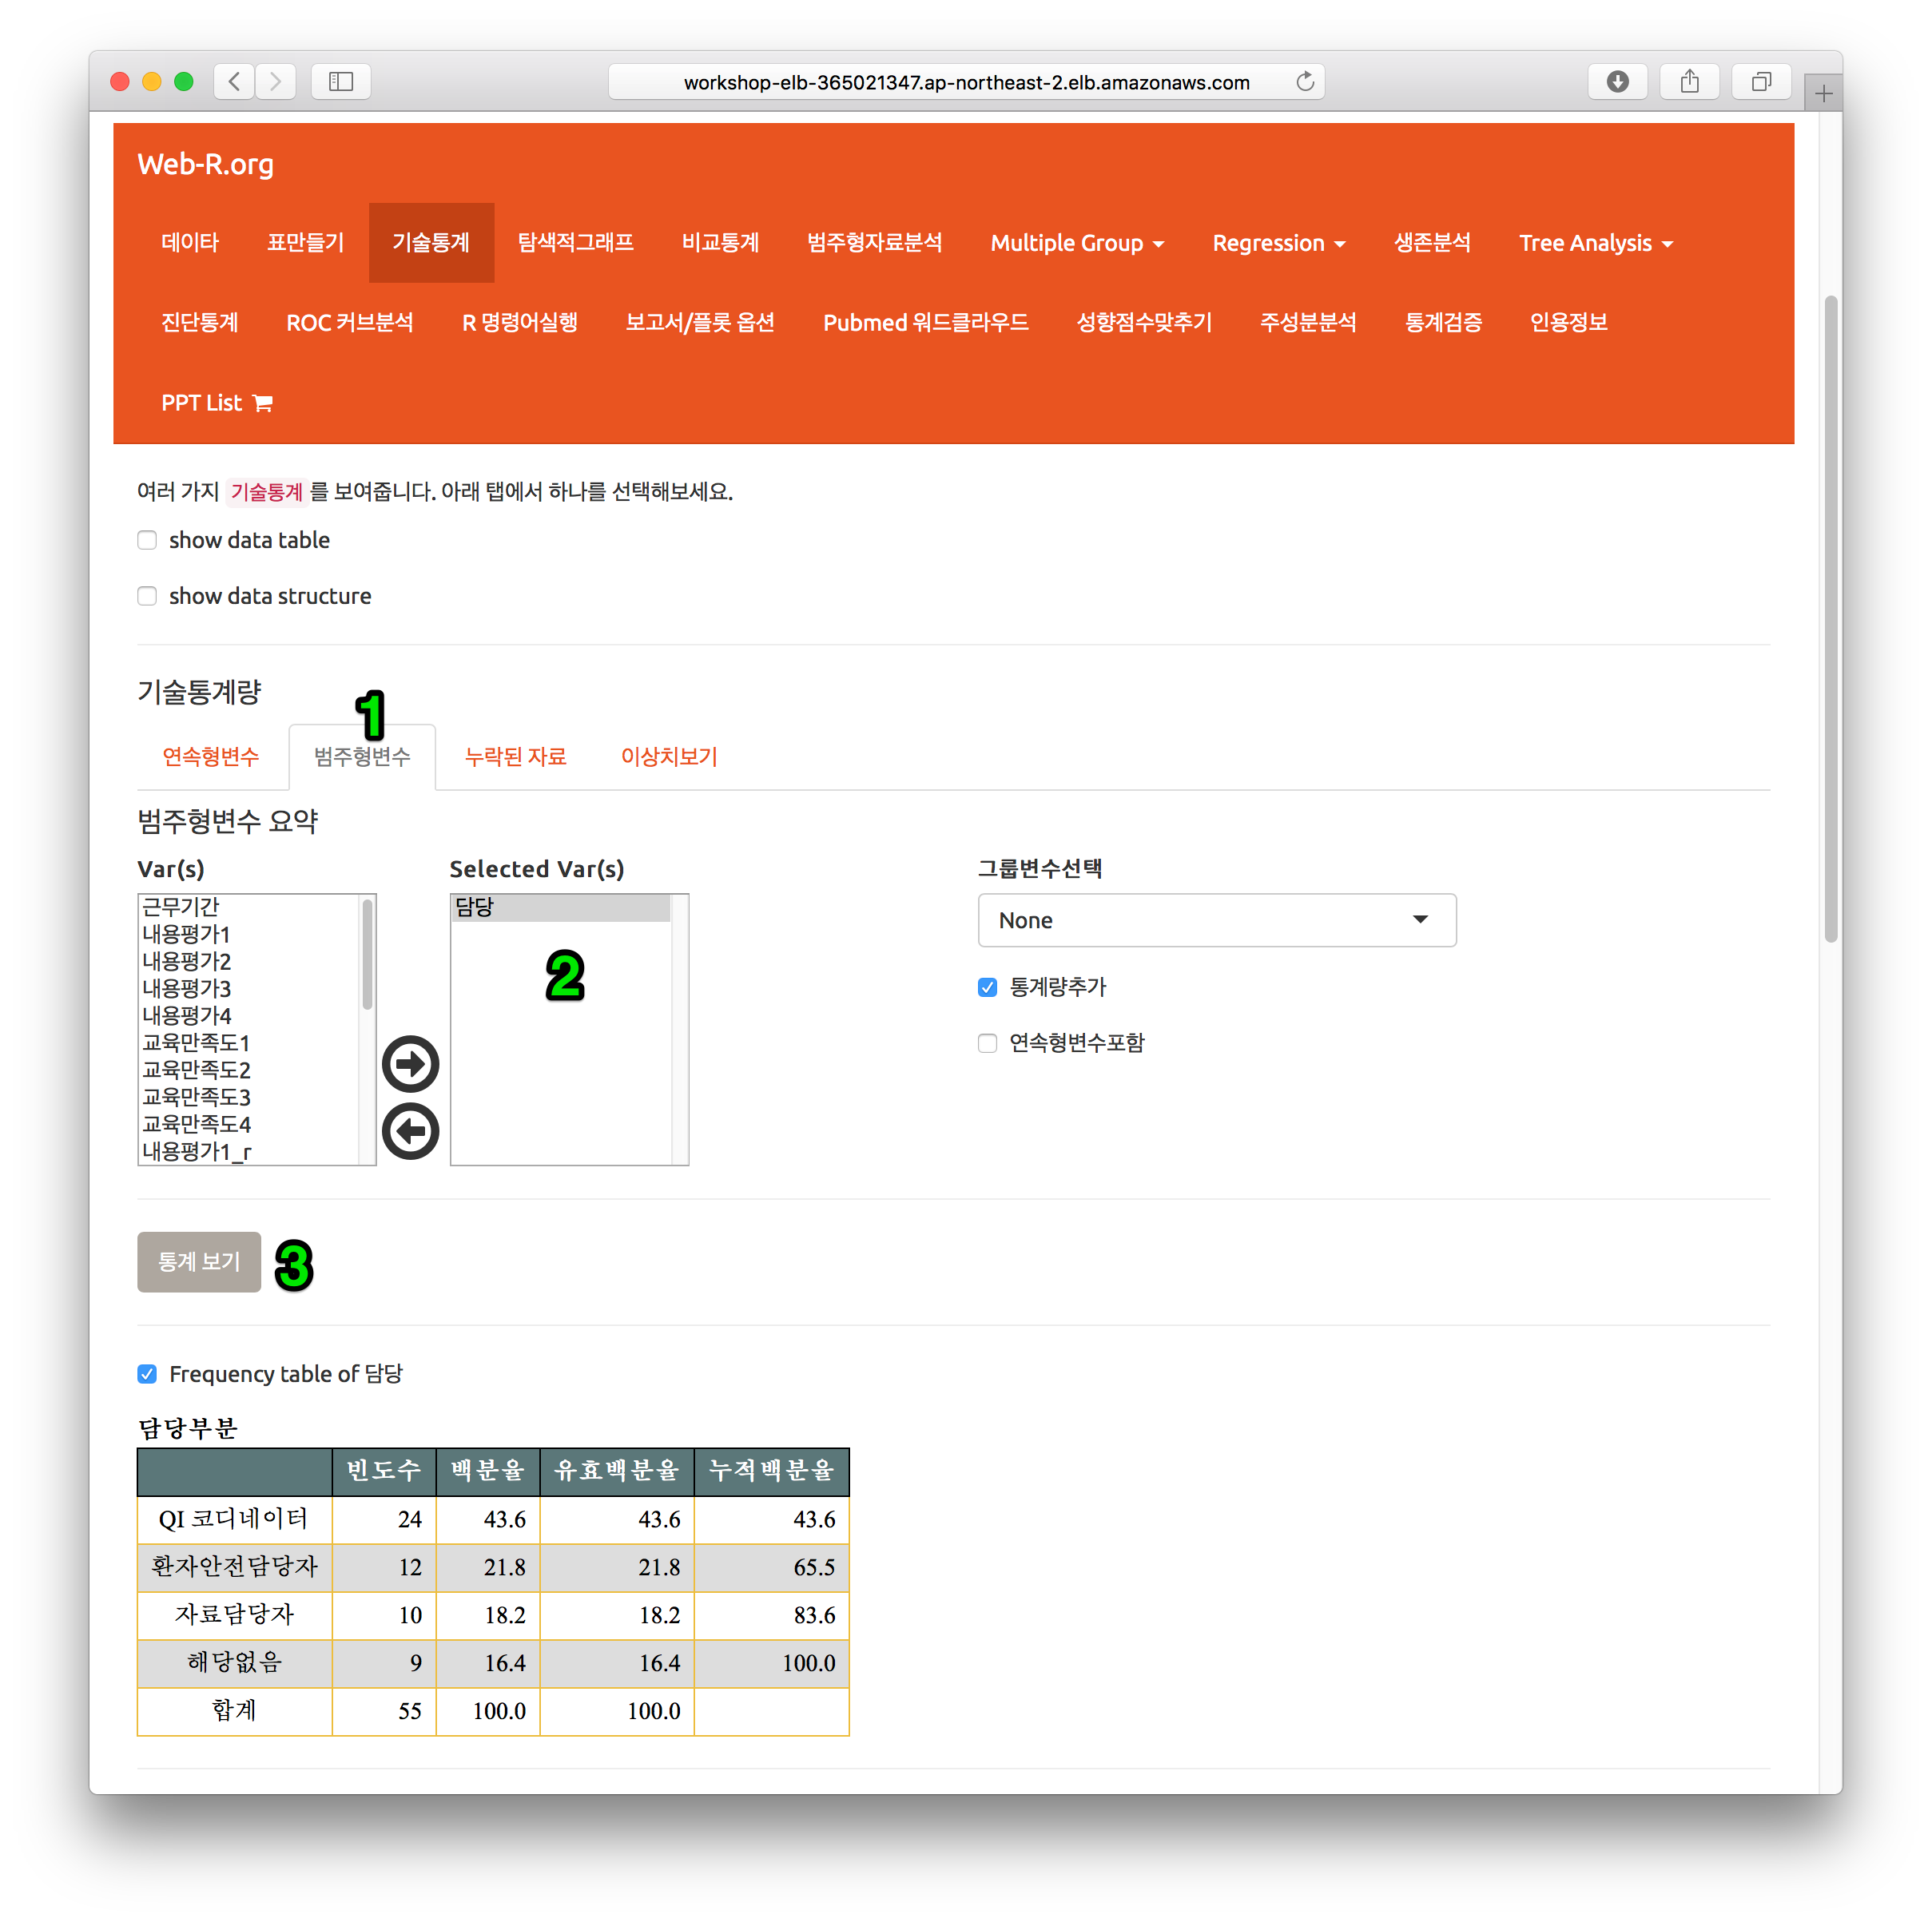 workshop-elb-365021347.ap-northeast-2.elb.amazonaws.com
Web-R.org
데이타 표만들기 기술통계 탐색적그래프 비교통계 범주형자료분석 Multiple Group Regression 생존분석 Tree Analysis
진단통계 ROC 커브분석 R 명령어실행 보고서/플롯 옵션 Pubmed 워드클라우드 성향점수맞추기 주성분분석 통계검증 인용정보
PPT List
여러 가지 기술통계 를 보여줍니다. 아래 탭에서 하나를 선택해보세요.
show data table
show data structure
기술통계량
1
연속형변수 범주형변수 누락된 자료 이상치보기
범주형변수 요약
Var(s) Selected Var(s) 그룹변수선택
근무기간
내용평가1
내용평가2
내용평가3
내용평가4
교육만족도1
교육만족도2
교육만족도3
교육만족도4
내용평가1_r
담당
2
None
통계량추가
연속형변수포함
통계 보기 3
Frequency table of 담당
담당부분
빈도수 백분율 유효백분율 누적백분율
QI 코디네이터 24 43.6 43.6 43.6
환자안전담당자 12 21.8 21.8 65.5
자료담당자 10 18.2 18.2 83.6
해당없음 9 16.4 16.4 100.0
합계 55 100.0 100.0